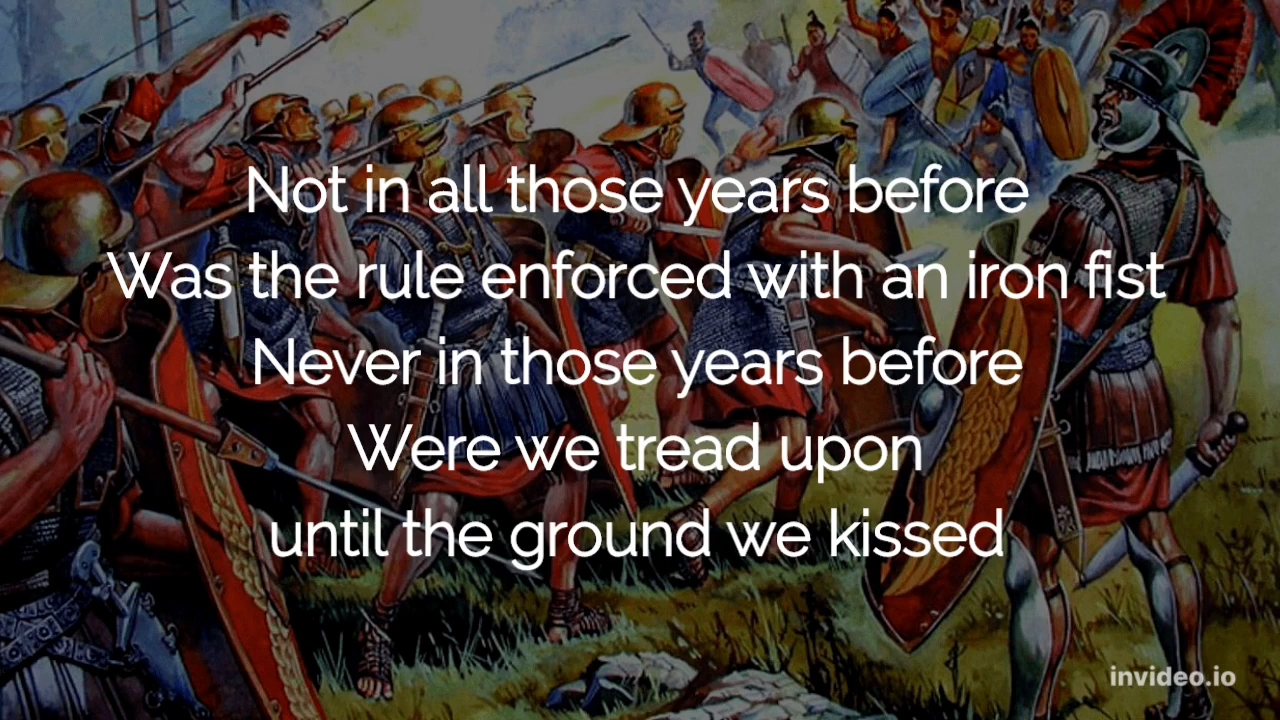 Not in all those years before
Was the rule enforced with an iron fist
Never in those years before
Were we tread upon
until the ground we kissed
invideo.io